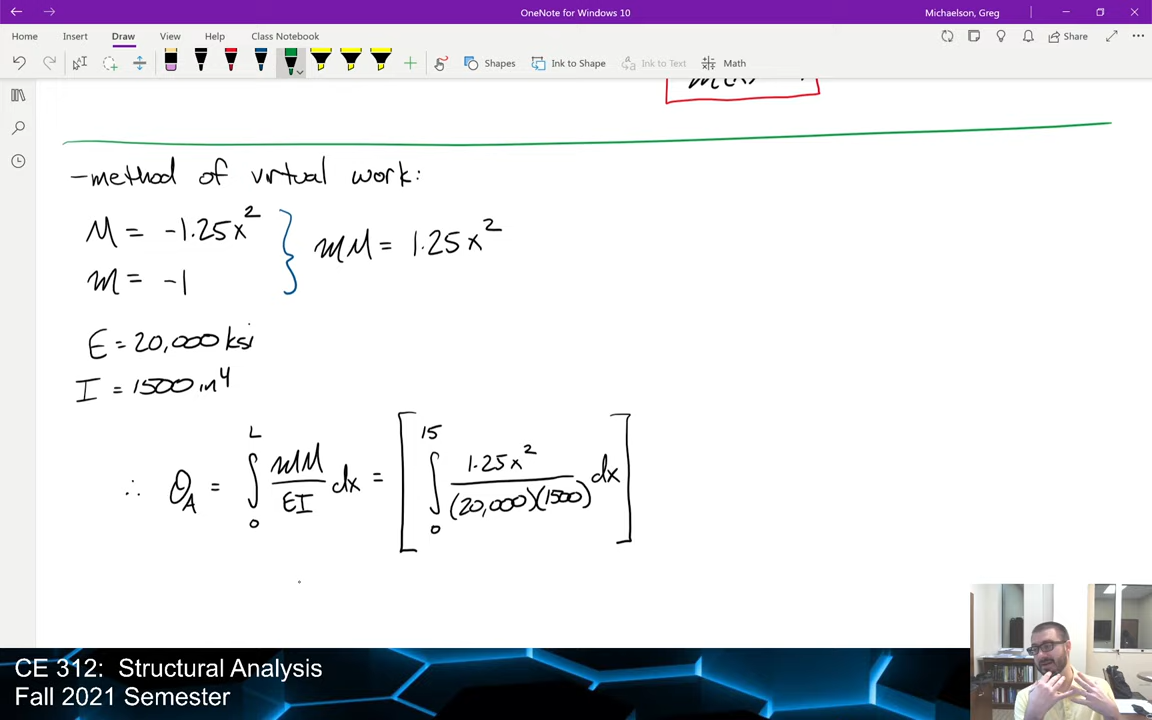 OneNote for Windows 10
Michaelson, Greg
Home Insert Draw View Help Class Notebook
Share
Shapes Ink to Shape Ink to Text Math
-method of virtual work:
M = -1.25x²
m = -1
mM = 1.25x²
E = 20,000 ksi
I = 1500 in⁴
∴ θ_A = ∫₀ᴸ mM/EI dx = [∫₀¹⁵ 1.25x²/(20,000)(1500) dx]
CE 312: Structural Analysis
Fall 2021 Semester